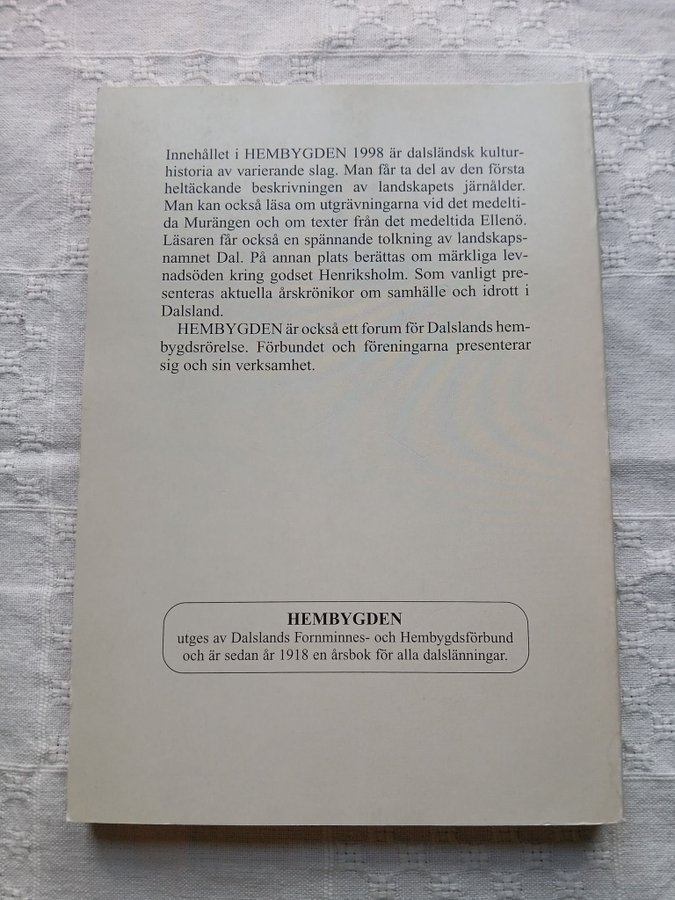 Innehållet i HEMBYGDEN 1998 är dalsländsk kultur-
historia av varierande slag. Man får ta del av den första
heltäckande beskrivningen av landskapets järnålder.
Man kan också läsa om utgrävningarna vid det medelti-
da Murängen och om texter från det medeltida Ellenö.
Läsaren får också en spännande tolkning av landskaps-
namnet Dal. På annan plats berättas om märkliga lev-
nadsöden kring godset Henriksholm. Som vanligt pre-
senteras aktuella årskrönikor om samhälle och idrott i
Dalsland.
HEMBYGDEN är också ett forum för Dalslands hem-
bygdsrörelse. Förbundet och föreningarna presenterar
sig och sin verksamhet.
HEMBYGDEN
utges av Dalslands Fornminnes- och Hembygdsförbund
och är sedan år 1918 en årsbok för alla dalslänningar.